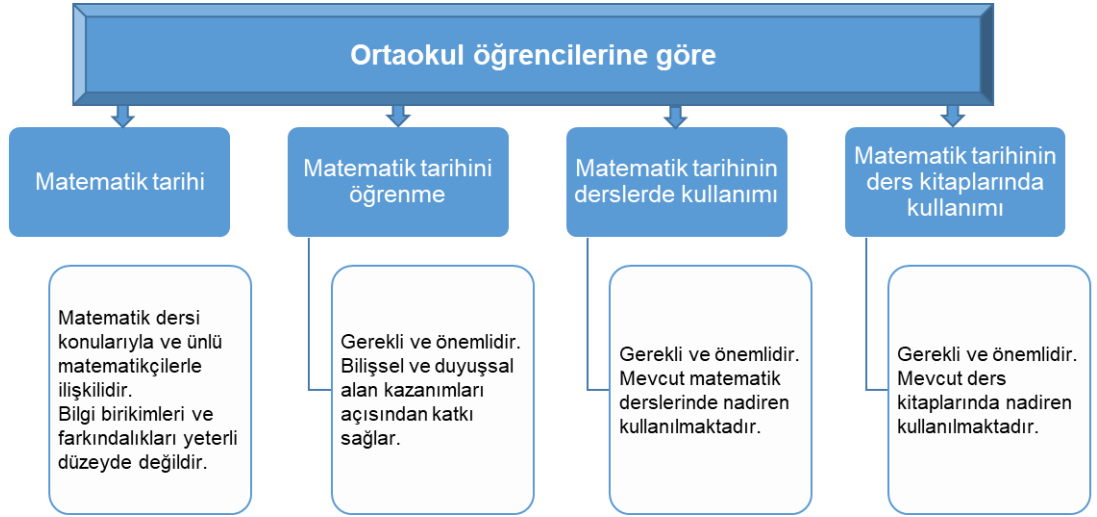 Ortaokul öğrencilerine göre
Matematik tarihi
Matematik dersi
konularıyla ve ünlü
matematikçilerle
ilişkilidir.
Bilgi birikimleri ve
farkındalıkları yeterli
düzeyde değildir.
Matematik tarihini
öğrenme
Gerekli ve önemlidir.
Bilişsel ve duyuşsal
alan kazanımları
açısından katkı
sağlar.
Matematik tarihinin
derslerde kullanımı
Gerekli ve önemlidir.
Mevcut matematik
derslerinde nadiren
kullanılmaktadır.
Matematik tarihinin
ders kitaplarında
kullanımı
Gerekli ve önemlidir.
Mevcut ders
kitaplarında nadiren
kullanılmaktadır.